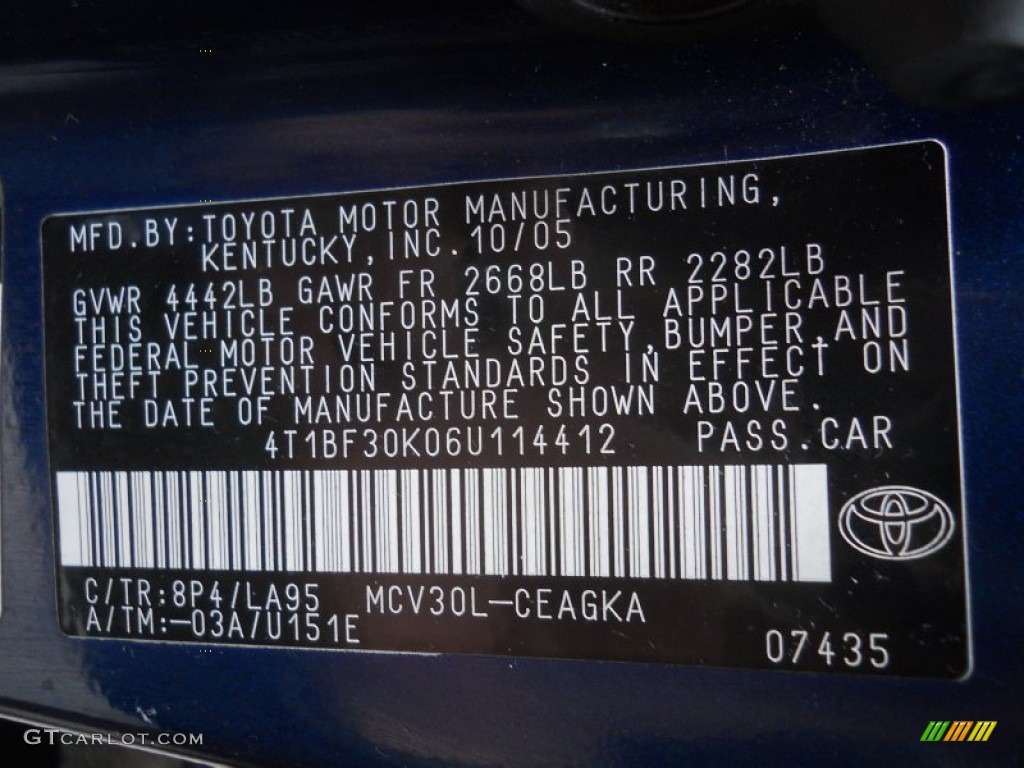 MFD.BY:TOYOTA MOTOR MANUFACTURING,
KENTUCKY,INC. 10/05
GVWR 4442LB GAWR FR 2668LB RR 2282LB
THIS VEHICLE CONFORMS TO ALL APPLICABLE
FEDERAL MOTOR VEHICLE SAFETY,BUMPER,AND
THEFT PREVENTION STANDARDS IN EFFECT ON
THE DATE OF MANUFACTURE SHOWN ABOVE.
4T1BF30K06U114412 PASS.CAR
C/TR:8P4/LA95 MCV30L-CEAGKA
A/TM:-03A/U151E
07435
GTCARLOT.COM